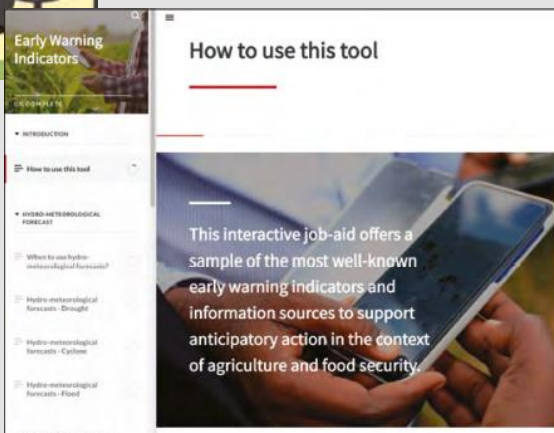 Early Warning
Indicators
0% COMPLETE
INTRODUCTION
How to use this tool
HYDRO-METEOROLOGICAL
FORECAST
When to use hydro-
meteorological forecasts?
Hydro-meteorological
forecasts - Drought
Hydro-meteorological
forecasts - Cyclone
Hydro-meteorological
forecasts - Flood
How to use this tool
This interactive job-aid offers a
sample of the most well-known
early warning indicators and
information sources to support
anticipatory action in the context
of agriculture and food security.